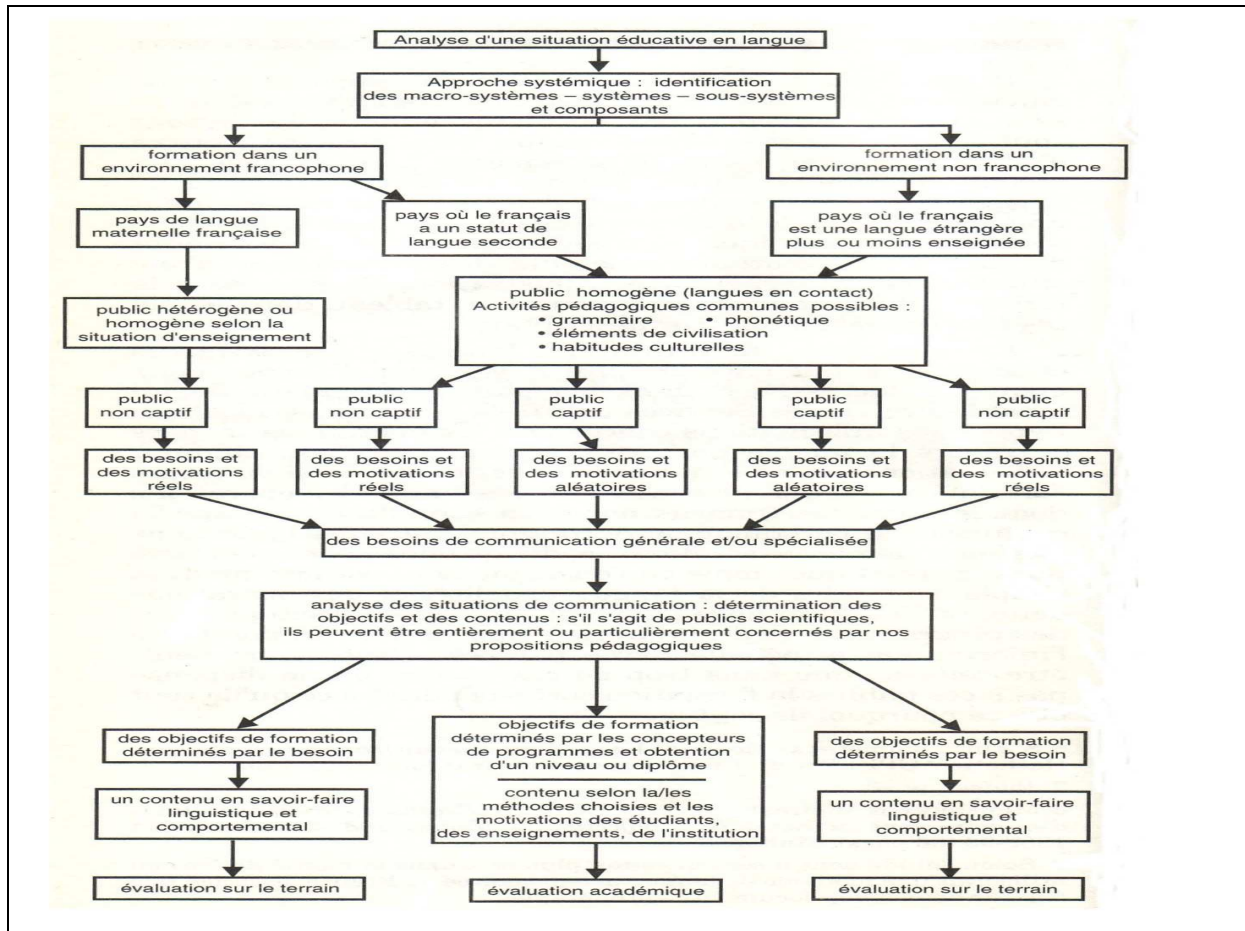 Analyse d'une situation éducative en langue
Approche systémique : identification
des macro-systèmes – systèmes – sous-systèmes
et composants
formation dans un
environnement francophone
formation dans un
environnement non francophone
pays de langue
maternelle française
pays où le français
a un statut de
langue seconde
pays où le français
est une langue étrangère
plus ou moins enseignée
public hétérogène ou
homogène selon la
situation d'enseignement
public homogène (langues en contact)
Activités pédagogiques communes possibles :
• grammaire • phonétique
• éléments de civilisation
• habitudes culturelles
public
non captif
public
non captif
public
captif
public
captif
public
non captif
des besoins et
des motivations
réels
des besoins et
des motivations
réels
des besoins et
des motivations
aléatoires
des besoins et
des motivations
aléatoires
des besoins et
des motivations
réels
des besoins de communication générale et/ou spécialisée
analyse des situations de communication : détermination des
objectifs et des contenus : s'il s'agit de publics scientifiques,
ils peuvent être entièrement ou particulièrement concernés par nos
propositions pédagogiques
des objectifs de formation
déterminés par le besoin
objectifs de formation
déterminés par les concepteurs
de programmes et obtention
d'un niveau ou diplôme
contenu selon la/les
méthodes choisies et les
motivations des étudiants,
des enseignements, de l'institution
des objectifs de formation
déterminés par le besoin
un contenu en savoir-faire
linguistique et
comportemental
un contenu en savoir-faire
linguistique et
comportemental
évaluation sur le terrain
évaluation académique
évaluation sur le terrain